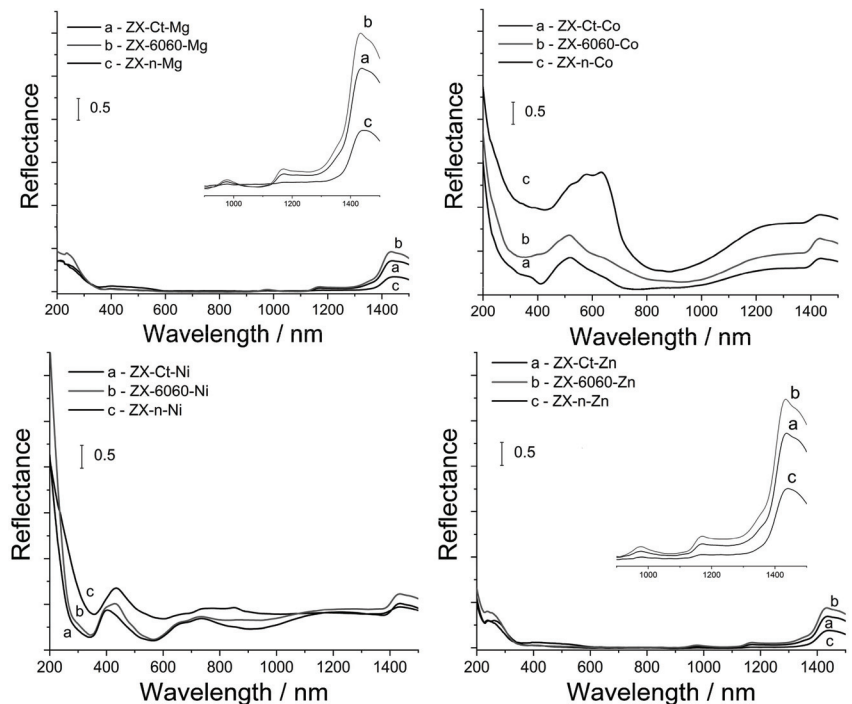 a - ZX-Ct-Mg
b - ZX-6060-Mg
c - ZX-n-Mg
0.5
b
a
c
1000 1200 1400
b
a
c
Reflectance
200 400 600 800 1000 1200 1400
Wavelength / nm
a - ZX-Ct-Co
b - ZX-6060-Co
c - ZX-n-Co
0.5
c
b
a
Reflectance
200 400 600 800 1000 1200 1400
Wavelength / nm
a - ZX-Ct-Ni
b - ZX-6060-Ni
c - ZX-n-Ni
0.5
c
b
a
Reflectance
200 400 600 800 1000 1200 1400
Wavelength / nm
a - ZX-Ct-Zn
b - ZX-6060-Zn
c - ZX-n-Zn
0.5
b
a
c
1000 1200 1400
b
a
c
Reflectance
200 400 600 800 1000 1200 1400
Wavelength / nm